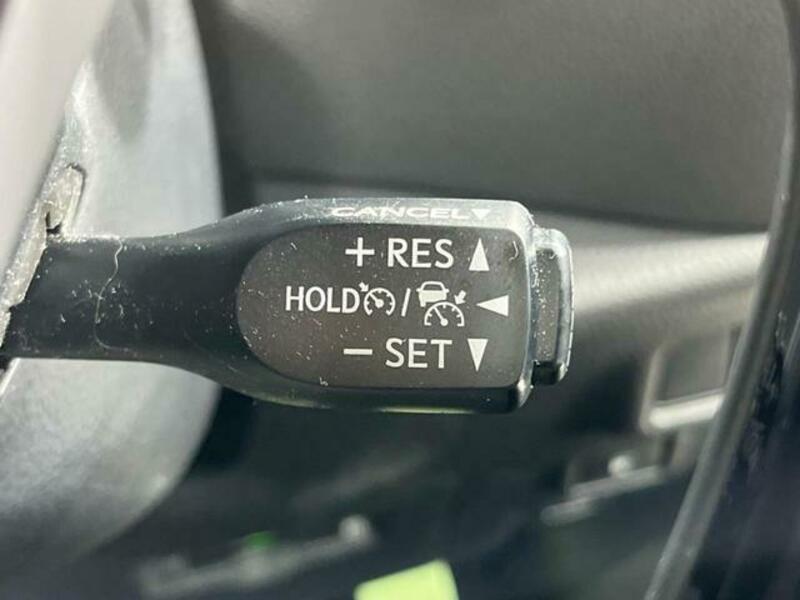 CANCEL▼
+ RES ▲
HOLD / ◀
− SET ▼